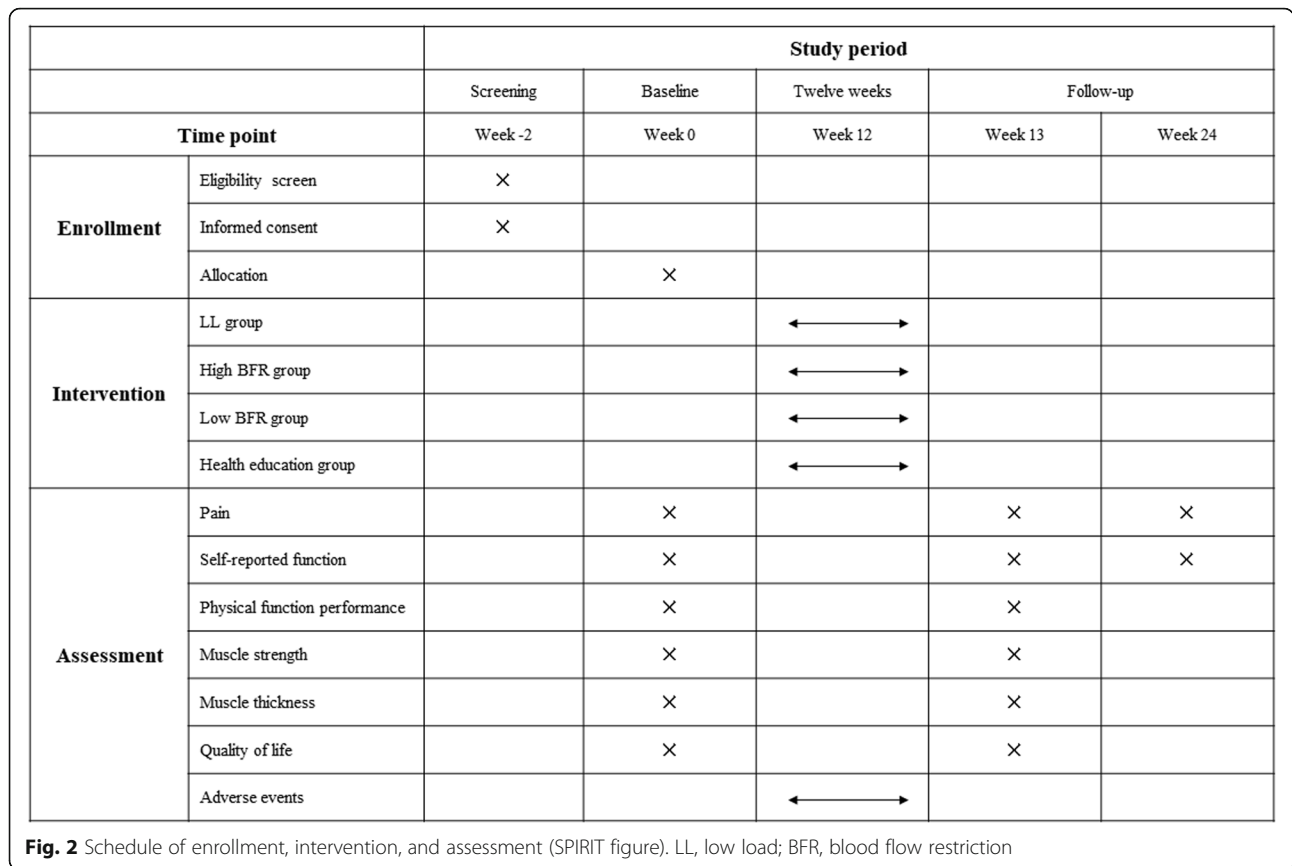 Study period
Screening Baseline Twelve weeks Follow-up
Time point Week -2 Week 0 Week 12 Week 13 Week 24
Enrollment
Eligibility screen ×
Informed consent ×
Allocation ×
Intervention
LL group ↔
High BFR group ↔
Low BFR group ↔
Health education group ↔
Assessment
Pain × × ×
Self-reported function × × ×
Physical function performance × ×
Muscle strength × ×
Muscle thickness × ×
Quality of life × ×
Adverse events ↔
Fig. 2 Schedule of enrollment, intervention, and assessment (SPIRIT figure). LL, low load; BFR, blood flow restriction